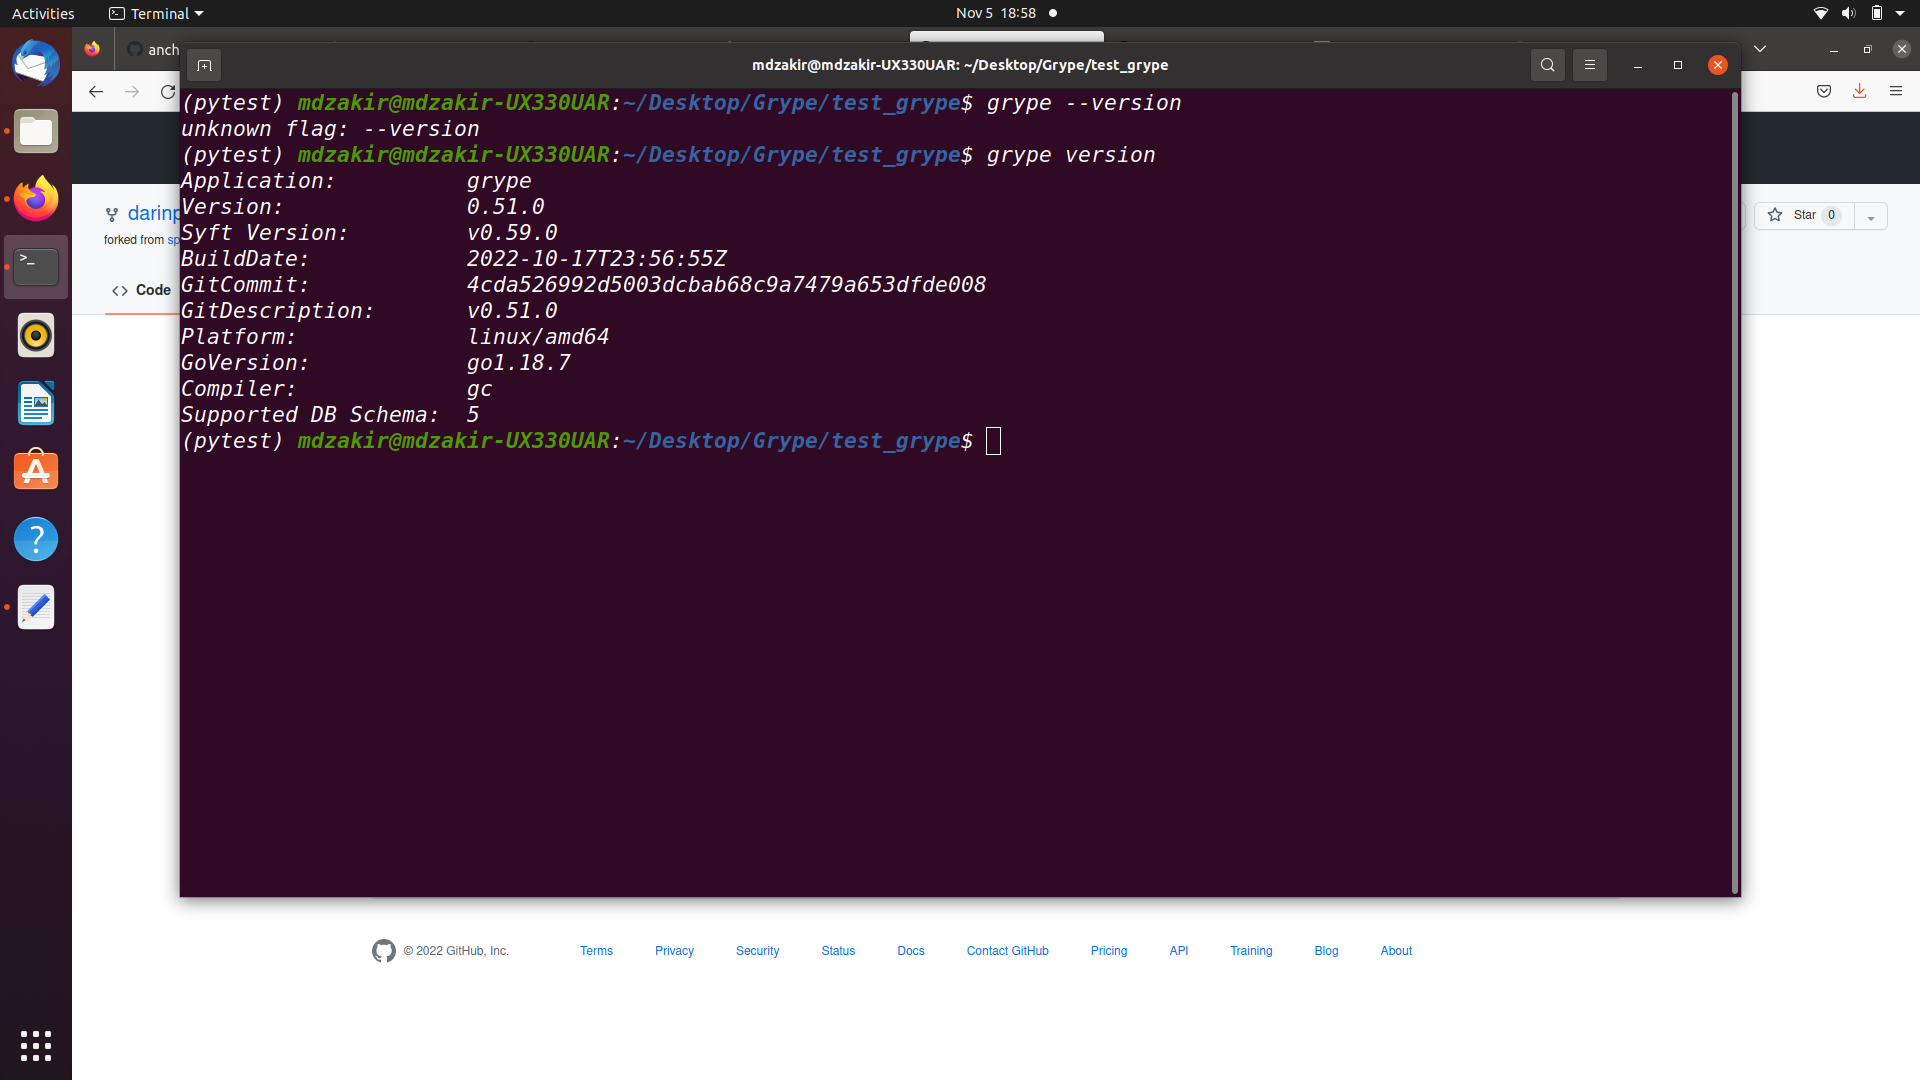 Activities
Terminal
Nov 5 18:58
anch
mdzakir@mdzakir-UX330UAR: ~/Desktop/Grype/test_grype
(pytest) mdzakir@mdzakir-UX330UAR:~/Desktop/Grype/test_grype$ grype --version
unknown flag: --version
(pytest) mdzakir@mdzakir-UX330UAR:~/Desktop/Grype/test_grype$ grype version
Application: grype
Version: 0.51.0
Syft Version: v0.59.0
BuildDate: 2022-10-17T23:56:55Z
GitCommit: 4cda526992d5003dcbab68c9a7479a653dfde008
GitDescription: v0.51.0
Platform: linux/amd64
GoVersion: go1.18.7
Compiler: gc
Supported DB Schema: 5
(pytest) mdzakir@mdzakir-UX330UAR:~/Desktop/Grype/test_grype$
darinp
forked from sp
Star 0
Code
© 2022 GitHub, Inc. Terms Privacy Security Status Docs Contact GitHub Pricing API Training Blog About